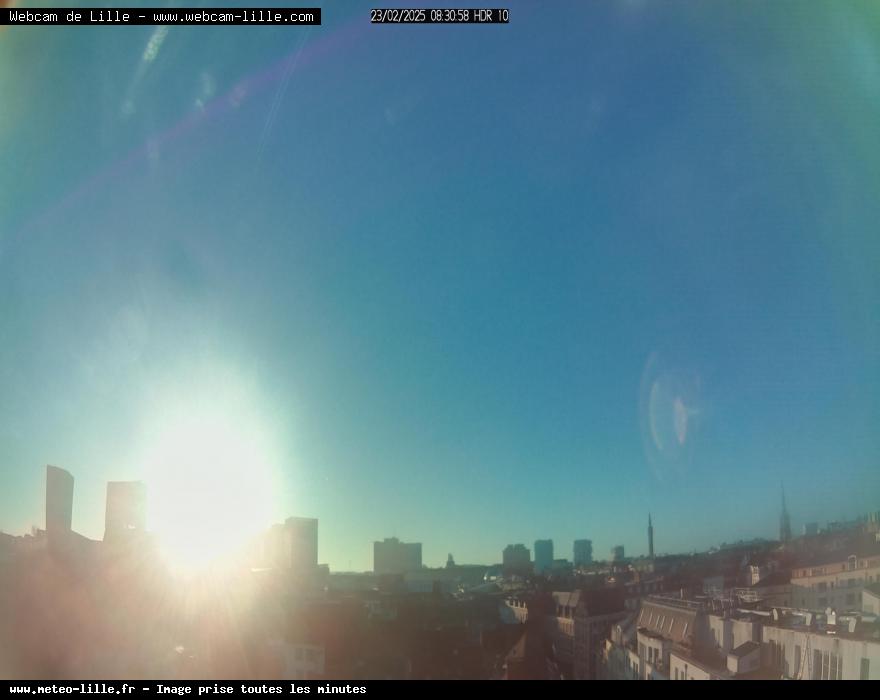 Webcam de Lille - www.webcam-lille.com
23/02/2025 08:30:58 HDR 10
www.meteo-lille.fr - Image prise toutes les minutes